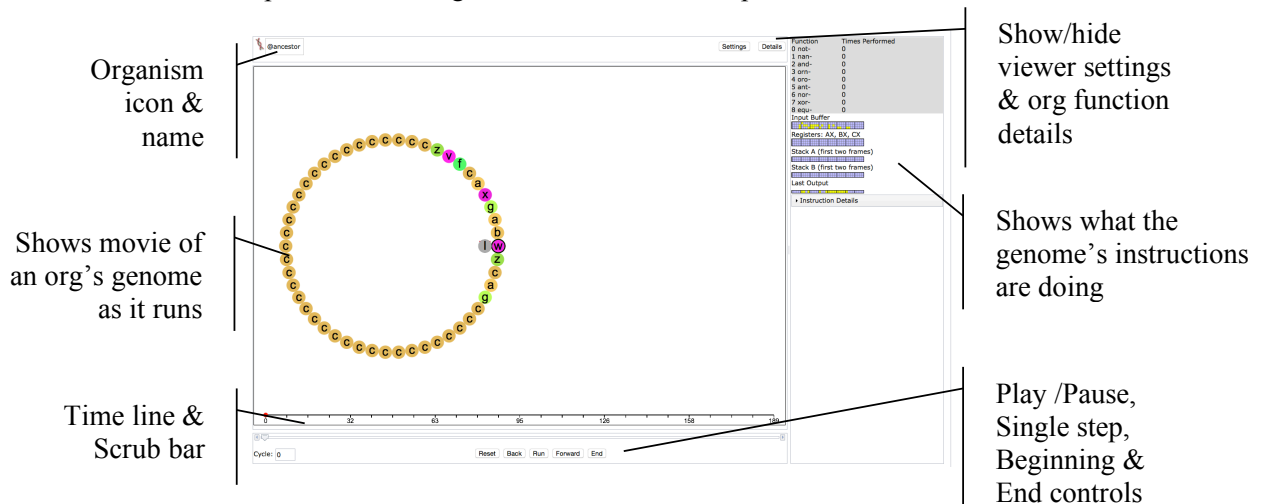 Organism
icon &
name
Shows movie of
an org's genome
as it runs
Time line &
Scrub bar
@ancestor
Settings Details
w z c a g c c c c c c c c c c c c c c c c c c c c c c c c c c c c c c c c c c c c z v f c a x g a b
l
0 32 63 95 126 158 189
Cycle: 0
Reset Back Run Forward End
Function Times Performed
0 not- 0
1 nan- 0
2 and- 0
3 orn- 0
4 oro- 0
5 ant- 0
6 nor- 0
7 xor- 0
8 equ- 0
Input Buffer
Registers: AX, BX, CX
Stack A (first two frames)
Stack B (first two frames)
Last Output
Instruction Details
Show/hide
viewer settings
& org function
details
Shows what the
genome's instructions
are doing
Play /Pause,
Single step,
Beginning &
End controls